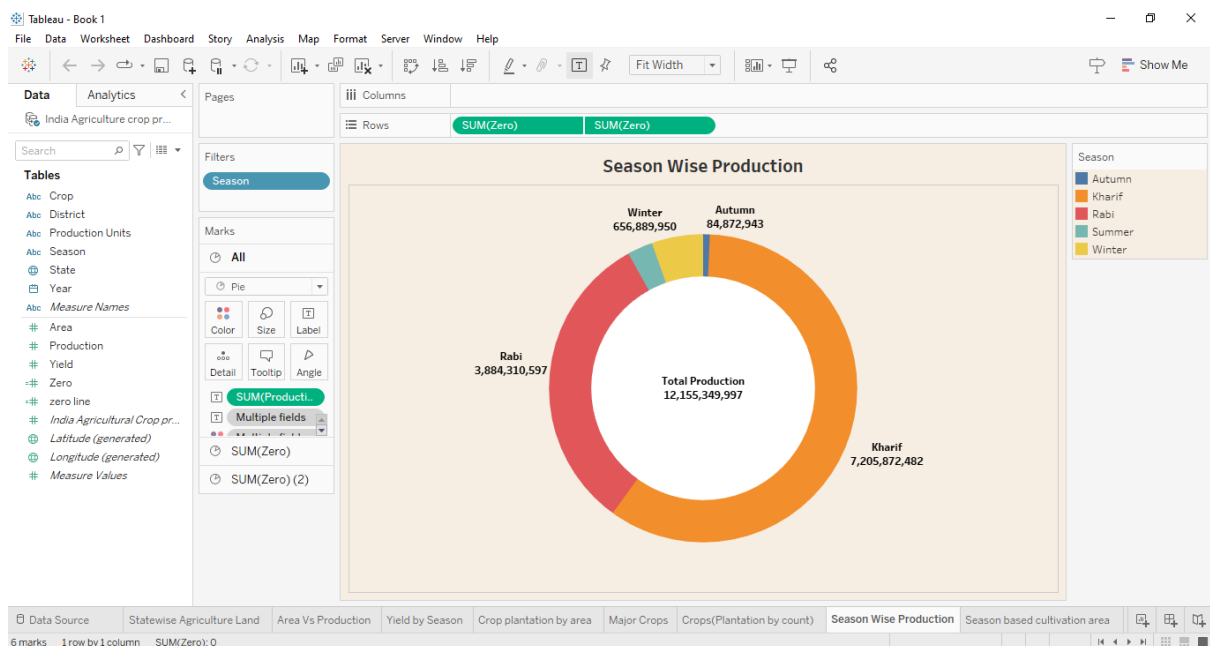 Tableau - Book 1
File Data Worksheet Dashboard Story Analysis Map Format Server Window Help
Fit Width
Show Me
Data Analytics
India Agriculture crop pr...
Search
Tables
Abc Crop
Abc District
Abc Production Units
Abc Season
State
Year
Abc Measure Names
# Area
# Production
# Yield
=# Zero
=# zero line
# India Agricultural Crop pr...
Latitude (generated)
Longitude (generated)
# Measure Values
Pages
Filters
Season
Marks
All
Pie
Color Size Label
Detail Tooltip Angle
T SUM(Producti..
T Multiple fields
SUM(Zero)
SUM(Zero) (2)
iii Columns
Rows SUM(Zero) SUM(Zero)
Season Wise Production
Winter
656,889,950
Autumn
84,872,943
Rabi
3,884,310,597
Total Production
12,155,349,997
Kharif
7,205,872,482
Season
Autumn
Kharif
Rabi
Summer
Winter
Data Source Statewise Agriculture Land Area Vs Production Yield by Season Crop plantation by area Major Crops Crops(Plantation by count) Season Wise Production Season based cultivation area
6 marks 1 row by 1 column SUM(Zero): 0